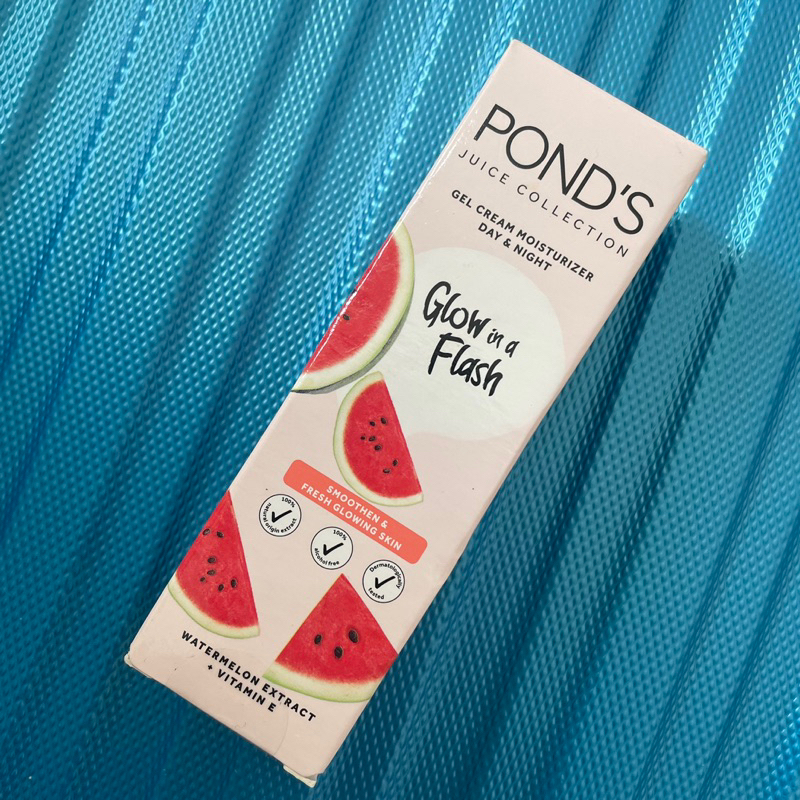 POND'S
JUICE COLLECTION
GEL CREAM MOISTURIZER
DAY & NIGHT
Glow in a
Flash
SMOOTHEN &
FRESH GLOWING SKIN
100%
natural origin extract
100%
alcohol free
Dermatologically
tested
WATERMELON EXTRACT
+ VITAMIN E